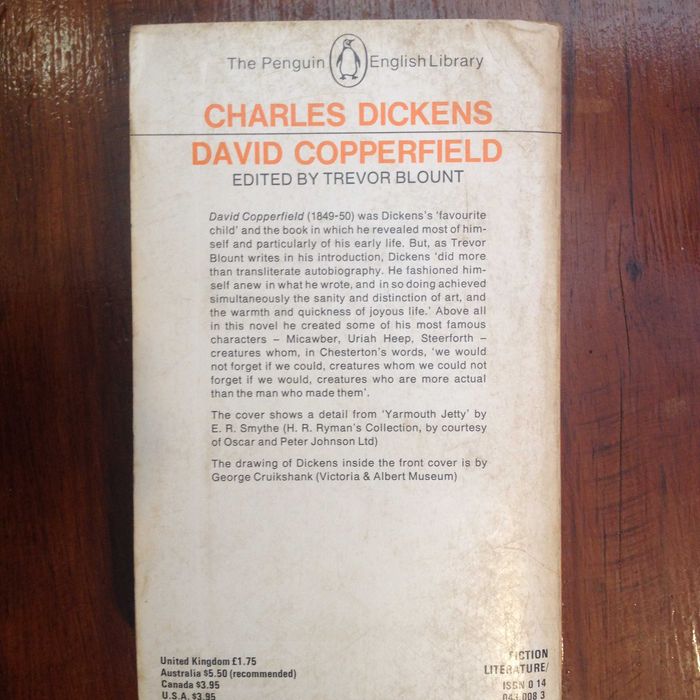 The Penguin English Library
CHARLES DICKENS
DAVID COPPERFIELD
EDITED BY TREVOR BLOUNT
David Copperfield (1849-50) was Dickens's 'favourite
child' and the book in which he revealed most of him-
self and particularly of his early life. But, as Trevor
Blount writes in his introduction, Dickens 'did more
than transliterate autobiography. He fashioned him-
self anew in what he wrote, and in so doing achieved
simultaneously the sanity and distinction of art, and
the warmth and quickness of joyous life.' Above all
in this novel he created some of his most famous
characters – Micawber, Uriah Heep, Steerforth –
creatures whom, in Chesterton's words, 'we would
not forget if we could, creatures whom we could not
forget if we would, creatures who are more actual
than the man who made them'.
The cover shows a detail from 'Yarmouth Jetty' by
E. R. Smythe (H. R. Ryman's Collection, by courtesy
of Oscar and Peter Johnson Ltd)
The drawing of Dickens inside the front cover is by
George Cruikshank (Victoria & Albert Museum)
United Kingdom £1.75
Australia $5.50 (recommended)
Canada $3.95
U.S.A. $3.95
FICTION
LITERATURE/
ISSN 0 14
043 008 3